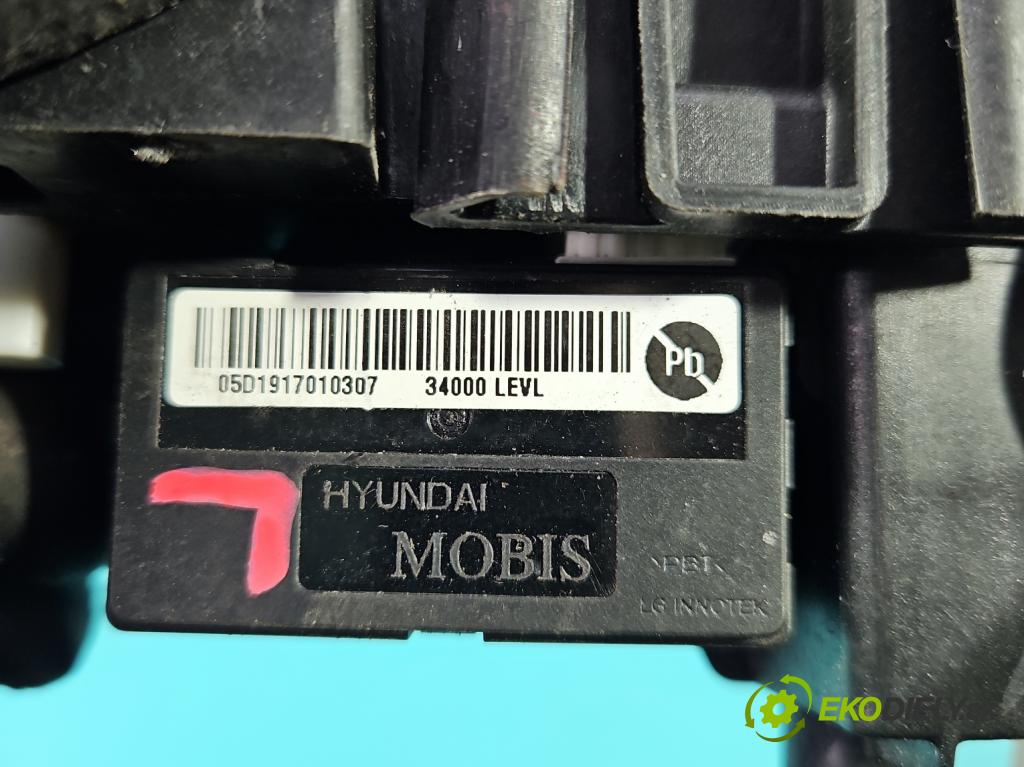 05D1917010307 34000 LEVL
Pb
HYUNDAI
MOBIS
>PBT<
LG INNOTEK
EKODIELY